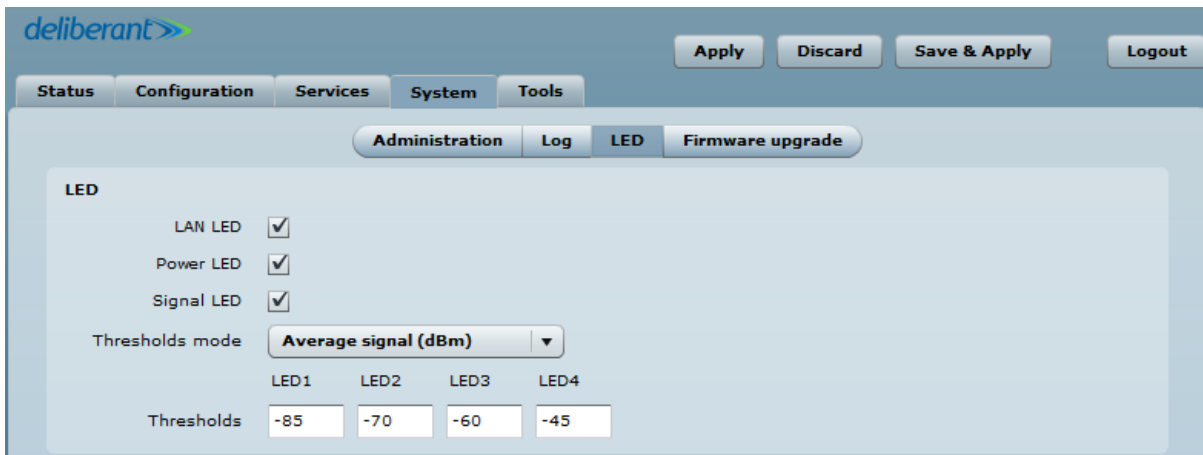 deliberant
Apply Discard Save & Apply Logout
Status Configuration Services System Tools
Administration Log LED Firmware upgrade
LED
LAN LED
Power LED
Signal LED
Thresholds mode Average signal (dBm)
LED1 LED2 LED3 LED4
Thresholds -85 -70 -60 -45